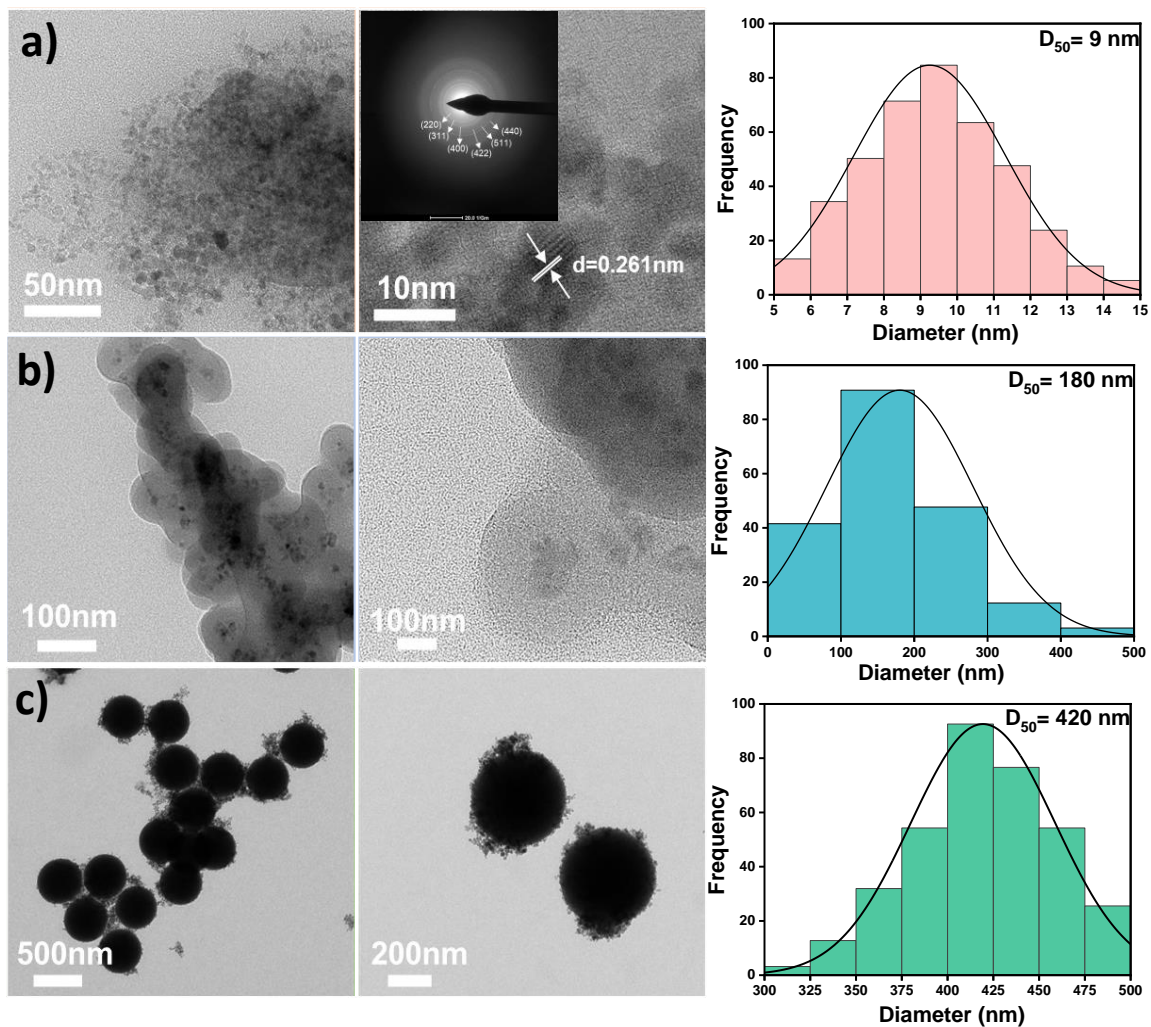 a)
50nm
(220)
(311)
(400)
(422)
(511)
(440)
10nm
d=0.261nm
D50= 9 nm
Frequency
100
80
60
40
20
0
5 6 7 8 9 10 11 12 13 14 15
Diameter (nm)
b)
100nm
100nm
D50= 180 nm
Frequency
100
80
60
40
20
0
0 100 200 300 400 500
Diameter (nm)
c)
500nm
200nm
D50= 420 nm
Frequency
100
80
60
40
20
0
300 325 350 375 400 425 450 475 500
Diameter (nm)